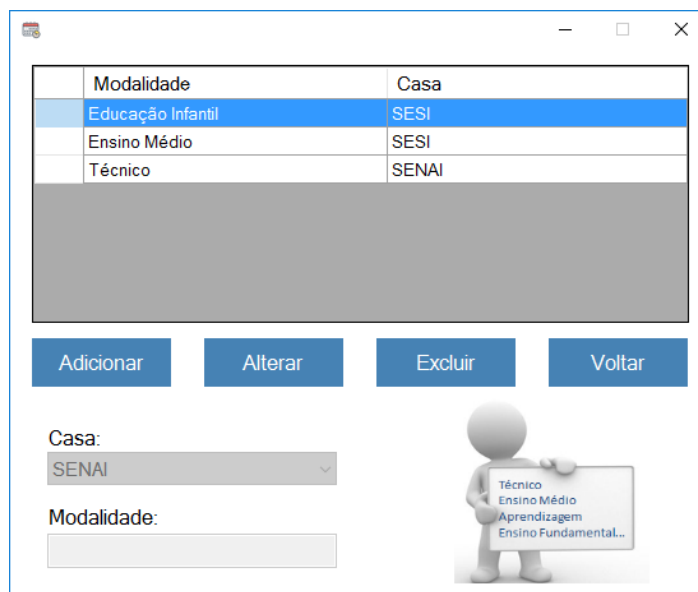 Modalidade Casa
Educação Infantil SESI
Ensino Médio SESI
Técnico SENAI
Adicionar Alterar Excluir Voltar
Casa:
SENAI
Modalidade:
Técnico
Ensino Médio
Aprendizagem
Ensino Fundamental...